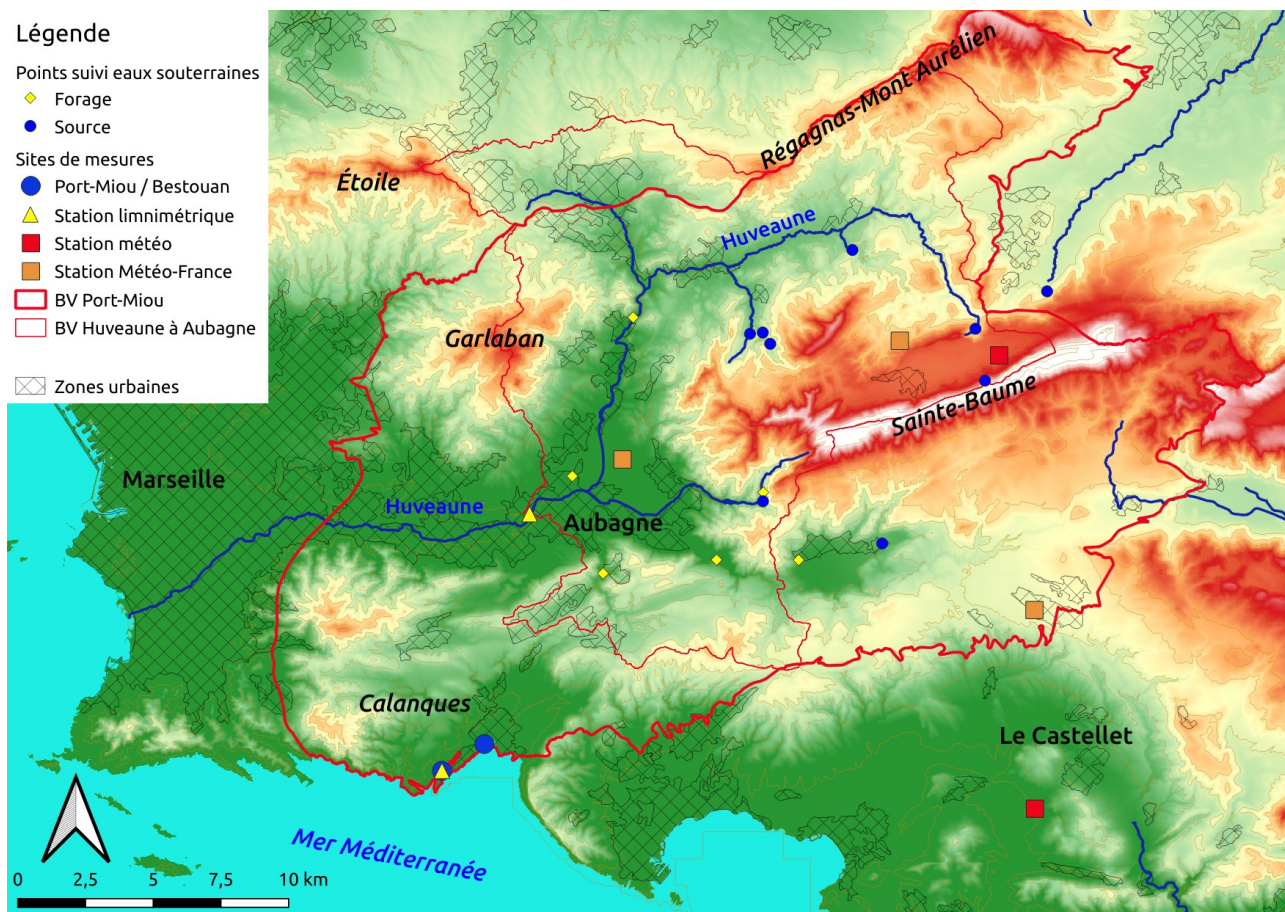 Légende
Points suivi eaux souterraines
Forage
Source
Sites de mesures
Port-Miou / Bestouan
Station limnimétrique
Station météo
Station Météo-France
BV Port-Miou
BV Huveaune à Aubagne
Zones urbaines
Régagnas-Mont Aurélien
Étoile
Huveaune
Garlaban
Sainte-Baume
Marseille
Huveaune
Aubagne
Calanques
Le Castellet
Mer Méditerranée
0 2,5 5 7,5 10 km